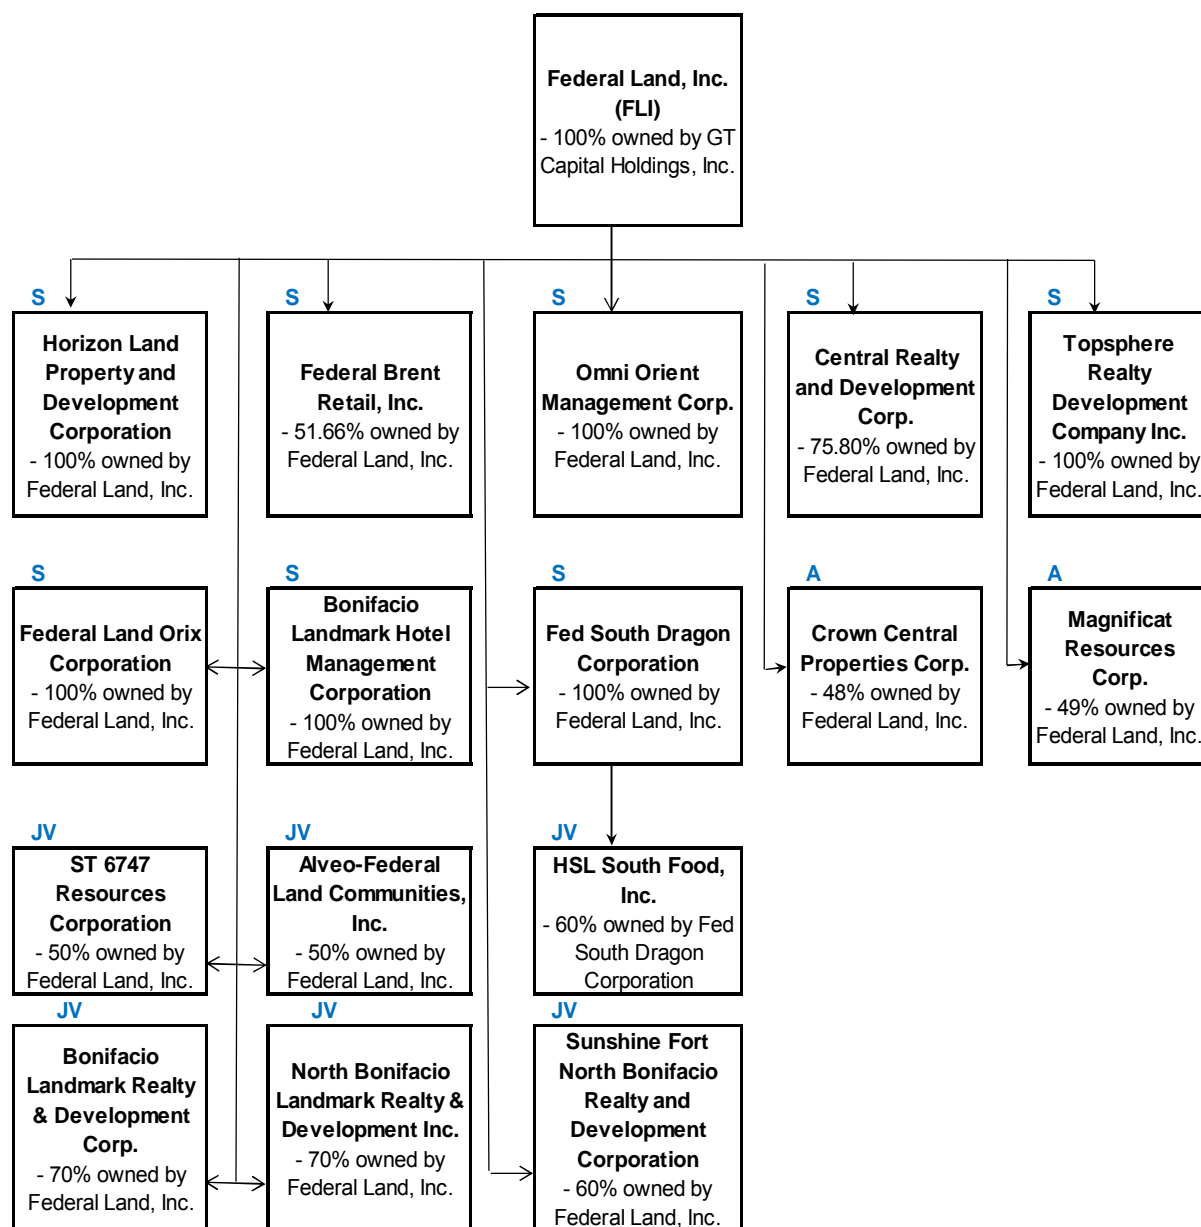 Federal Land, Inc.
(FLI)
- 100% owned by GT
Capital Holdings, Inc.
S
Horizon Land
Property and
Development
Corporation
- 100% owned by
Federal Land, Inc.
S
Federal Brent
Retail, Inc.
- 51.66% owned by
Federal Land, Inc.
S
Omni Orient
Management Corp.
- 100% owned by
Federal Land, Inc.
S
Central Realty
and Development
Corp.
- 75.80% owned by
Federal Land, Inc.
S
Topsphere
Realty
Development
Company Inc.
- 100% owned by
Federal Land, Inc.
S
Federal Land Orix
Corporation
- 100% owned by
Federal Land, Inc.
S
Bonifacio
Landmark Hotel
Management
Corporation
- 100% owned by
Federal Land, Inc.
S
Fed South Dragon
Corporation
- 100% owned by
Federal Land, Inc.
A
Crown Central
Properties Corp.
- 48% owned by
Federal Land, Inc.
A
Magnificat
Resources
Corp.
- 49% owned by
Federal Land, Inc.
JV
ST 6747
Resources
Corporation
- 50% owned by
Federal Land, Inc.
JV
Alveo-Federal
Land Communities,
Inc.
- 50% owned by
Federal Land, Inc.
JV
HSL South Food,
Inc.
- 60% owned by Fed
South Dragon
Corporation
JV
Bonifacio
Landmark Realty
& Development
Corp.
- 70% owned by
Federal Land, Inc.
JV
North Bonifacio
Landmark Realty &
Development Inc.
- 70% owned by
Federal Land, Inc.
JV
Sunshine Fort
North Bonifacio
Realty and
Development
Corporation
- 60% owned by
Federal Land, Inc.